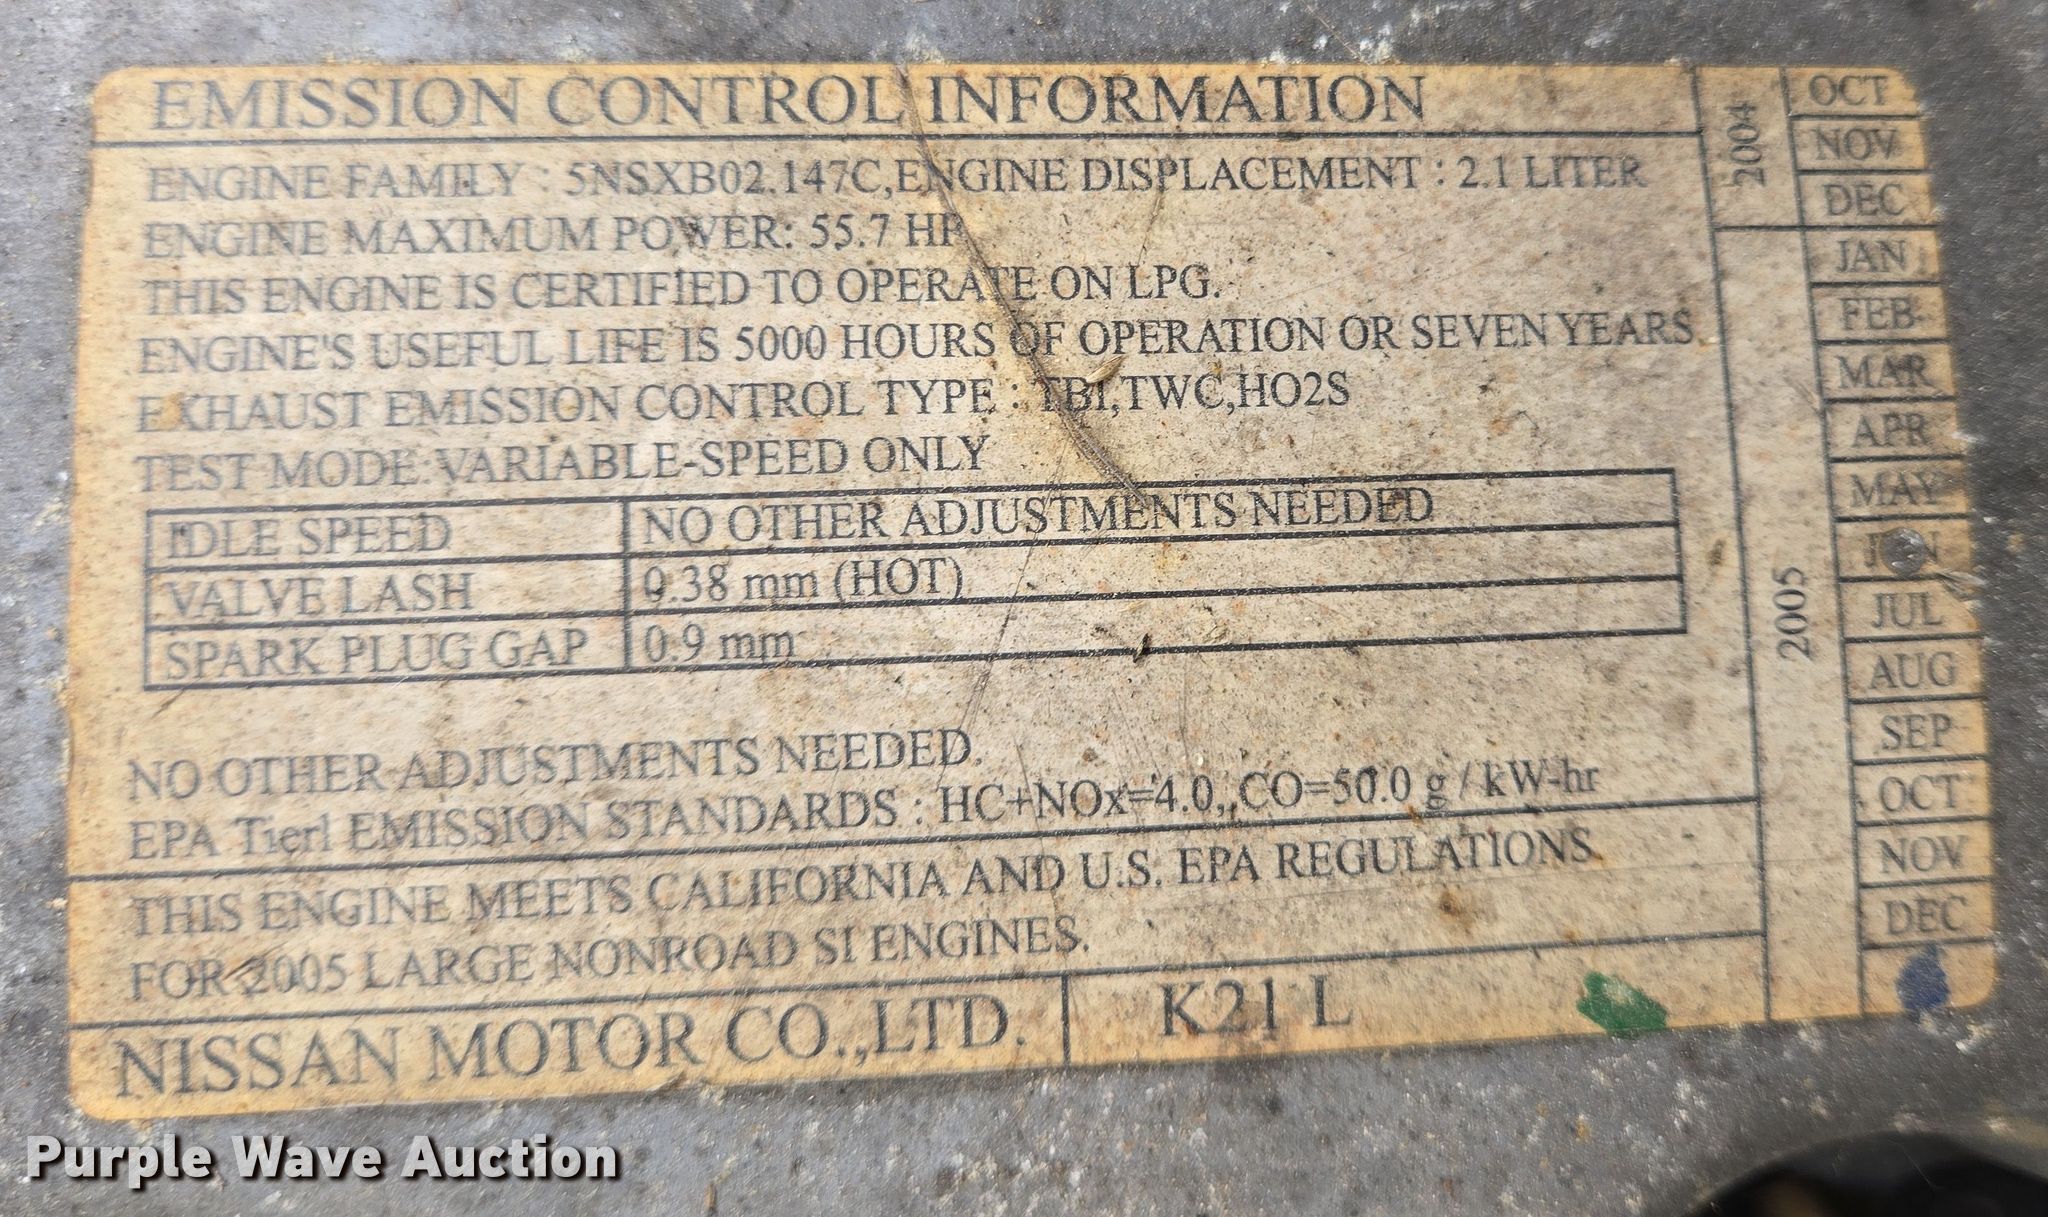 EMISSION CONTROL INFORMATION
ENGINE FAMILY : 5NSXB02.147C,ENGINE DISPLACEMENT : 2.1 LITER
ENGINE MAXIMUM POWER: 55.7 HP
THIS ENGINE IS CERTIFIED TO OPERATE ON LPG.
ENGINE'S USEFUL LIFE IS 5000 HOURS OF OPERATION OR SEVEN YEARS.
EXHAUST EMISSION CONTROL TYPE : TBI,TWC,HO2S
TEST MODE:VARIABLE-SPEED ONLY
IDLE SPEED NO OTHER ADJUSTMENTS NEEDED
VALVE LASH 0.38 mm (HOT)
SPARK PLUG GAP 0.9 mm
NO OTHER ADJUSTMENTS NEEDED.
EPA Tier1 EMISSION STANDARDS : HC+NOx=4.0,,CO=50.0 g / kW-hr
THIS ENGINE MEETS CALIFORNIA AND U.S. EPA REGULATIONS
FOR 2005 LARGE NONROAD SI ENGINES.
NISSAN MOTOR CO.,LTD. K21 L
2004
OCT
NOV
DEC
2005
JAN
FEB
MAR
APR
MAY
JUN
JUL
AUG
SEP
OCT
NOV
DEC
Purple Wave Auction